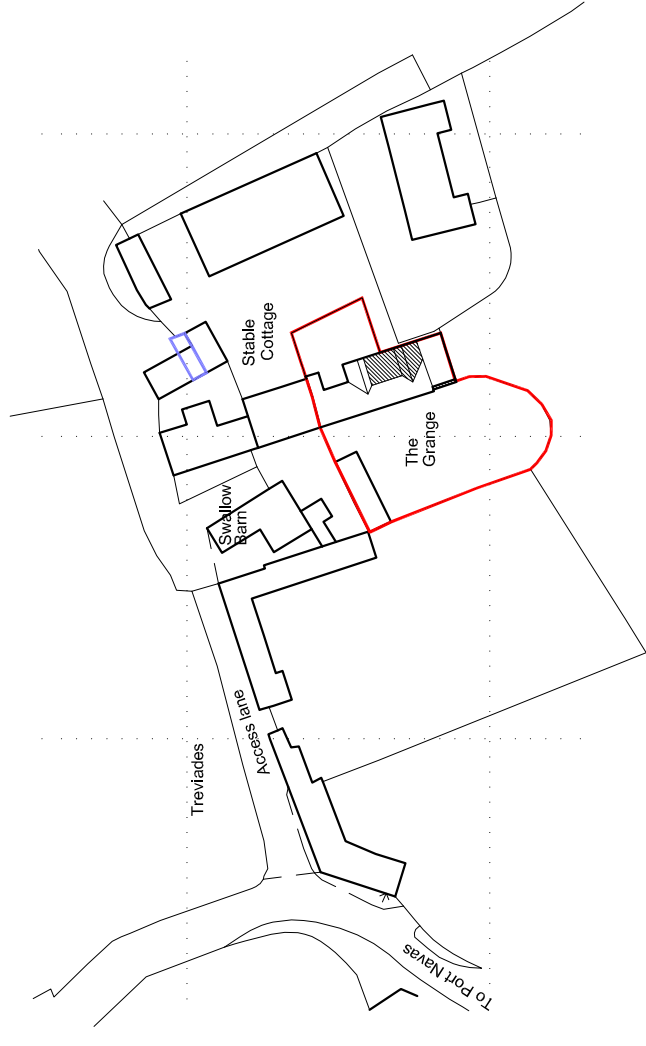 Stable
Cottage
The
Grange
Swallow
Barn
Access lane
Treviades
To Port Navas